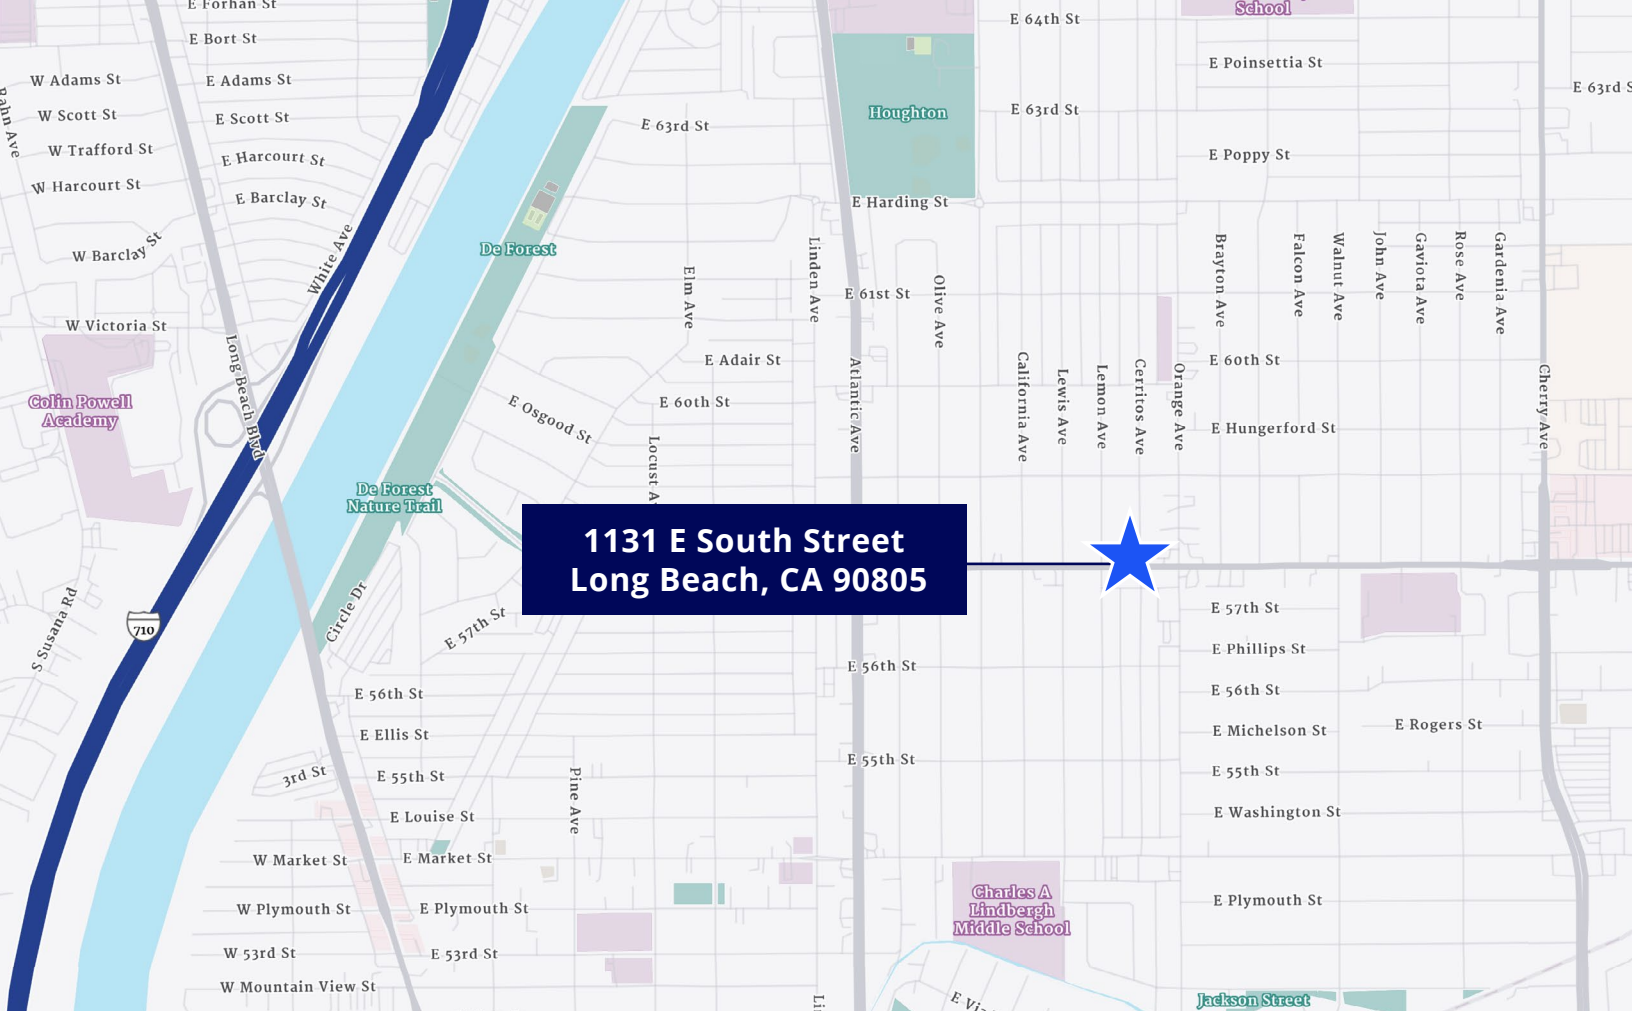 E Forhan St
E 64th St
School
E Bort St
E Poinsettia St
W Adams St
E Adams St
E 63rd S
Rahn Ave
W Scott St
E Scott St
E 63rd St
Houghton
E 63rd St
W Trafford St
E Harcourt St
E Poppy St
W Harcourt St
E Barclay St
E Harding St
W Barclay St
White Ave
De Forest
Elm Ave
Linden Ave
E 61st St
Olive Ave
Brayton Ave
Falcon Ave
Walnut Ave
John Ave
Gaviota Ave
Rose Ave
Gardenia Ave
W Victoria St
Long Beach Blvd
E Adair St
Atlantic Ave
California Ave
Lewis Ave
Lemon Ave
Cerritos Ave
Orange Ave
E 60th St
Cherry Ave
Colin Powell
Academy
E Osgood St
E 60th St
E Hungerford St
Locust A
De Forest
Nature Trail
1131 E South Street
Long Beach, CA 90805
S Susana Rd
710
Circle Dr
E 57th St
E 57th St
E Phillips St
E 56th St
E 56th St
E 56th St
E Ellis St
E Michelson St
E Rogers St
3rd St
E 55th St
Pine Ave
E 55th St
E 55th St
E Louise St
E Washington St
W Market St
E Market St
W Plymouth St
E Plymouth St
Charles A
Lindbergh
Middle School
E Plymouth St
W 53rd St
E 53rd St
W Mountain View St
Li
E Vi
Jackson Street